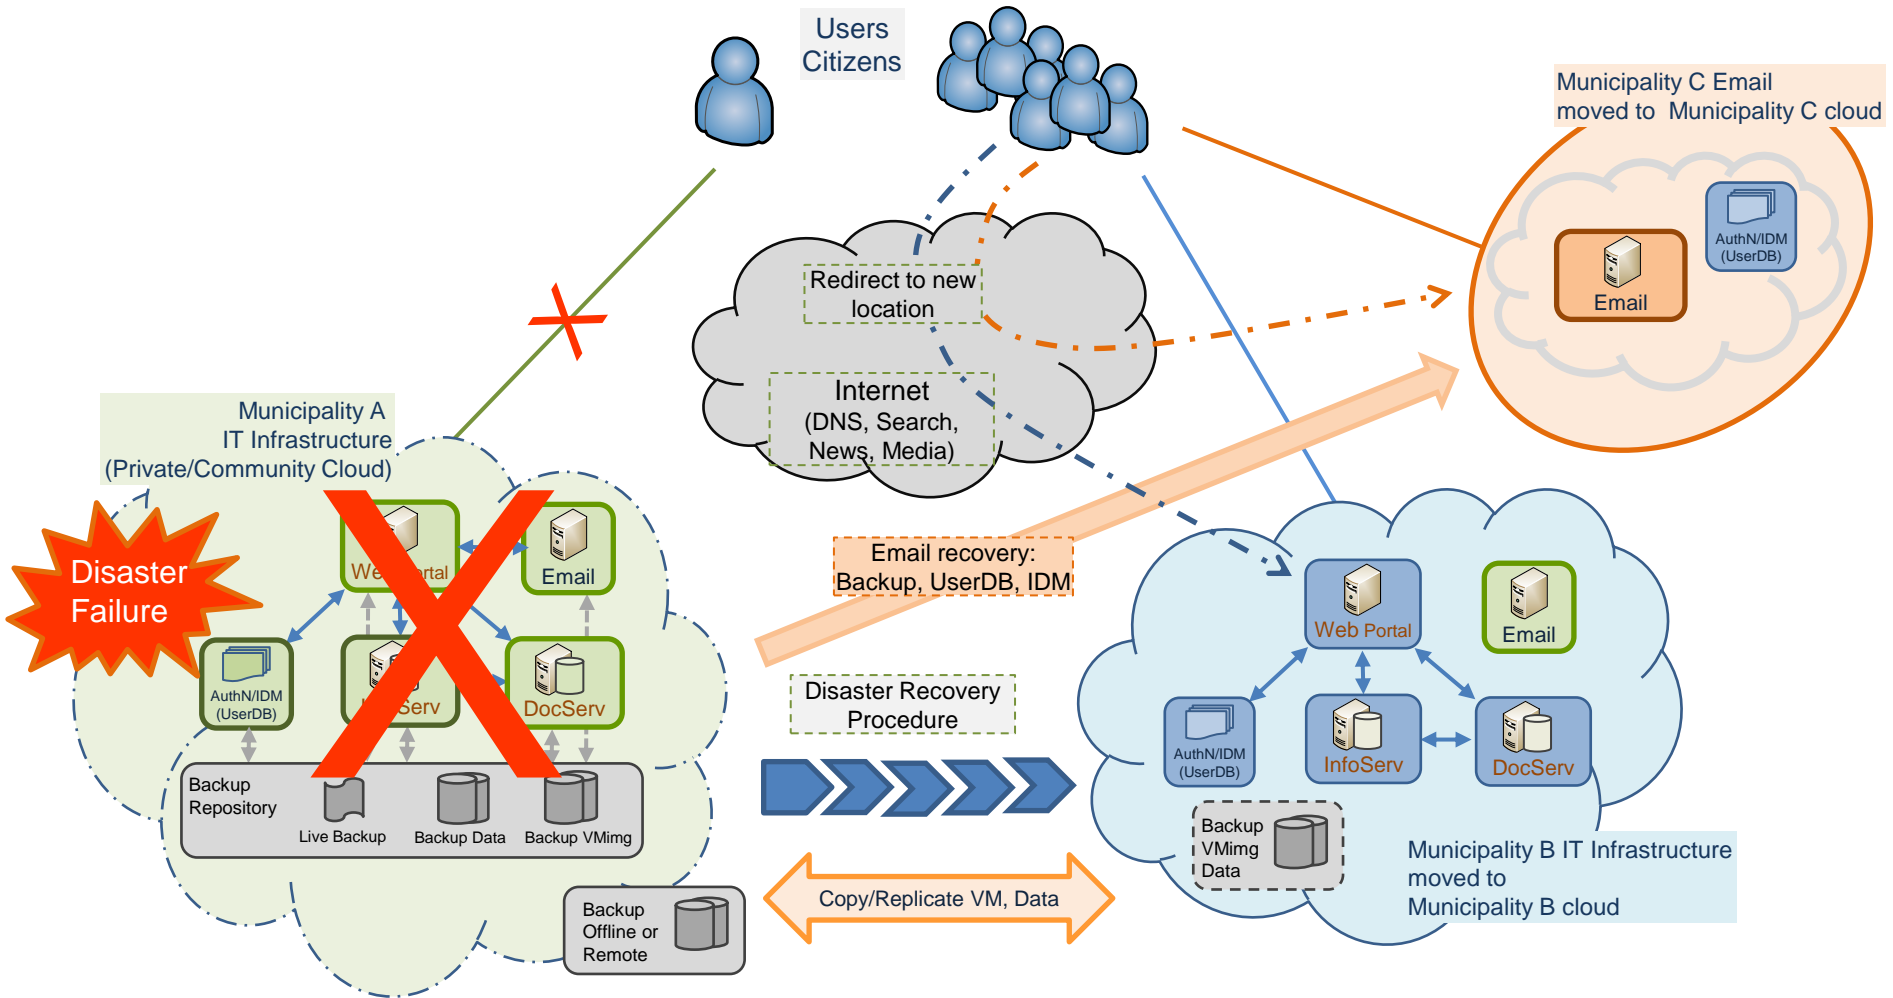 Users
Citizens
Municipality C Email
moved to Municipality C cloud
AuthN/IDM
(UserDB)
Email
Redirect to new
location
Internet
(DNS, Search,
News, Media)
Municipality A
IT Infrastructure
(Private/Community Cloud)
Disaster
Failure
Email
AuthN/IDM
(UserDB)
DocServ
Backup
Repository
Live Backup
Backup Data
Backup VMimg
Backup
Offline or
Remote
Email recovery:
Backup, UserDB, IDM
Disaster Recovery
Procedure
Copy/Replicate VM, Data
Web Portal
Email
AuthN/IDM
(UserDB)
InfoServ
DocServ
Backup
VMimg
Data
Municipality B IT Infrastructure
moved to
Municipality B cloud